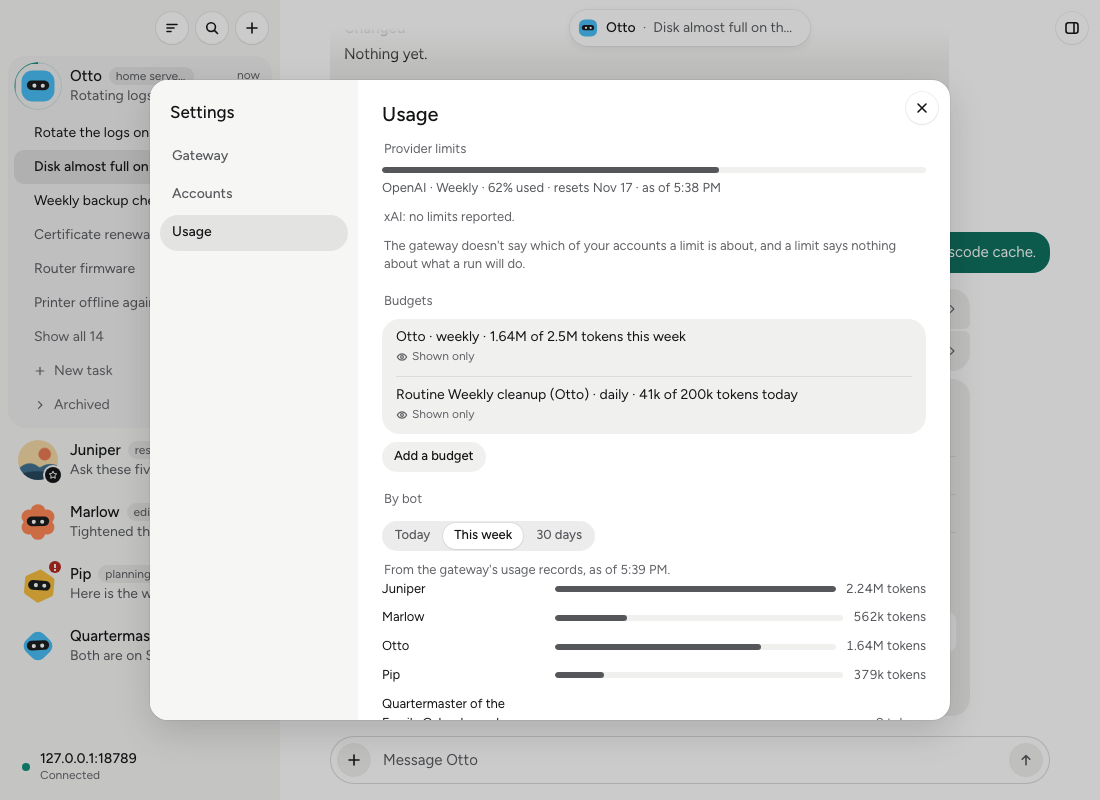 Nothing yet.
Otto · Disk almost full on th…
Otto home serve… now
Rotating logs
Rotate the logs on
Disk almost full on
Weekly backup che
Certificate renewa
Router firmware
Printer offline again
Show all 14
New task
Archived
Juniper res
Ask these fiv
Marlow edi
Tightened th
Pip planning
Here is the w
Quartermas
Both are on S
127.0.0.1:18789
Connected
Settings
Gateway
Accounts
Usage
Usage
Provider limits
OpenAI · Weekly · 62% used · resets Nov 17 · as of 5:38 PM
xAI: no limits reported.
The gateway doesn't say which of your accounts a limit is about, and a limit says nothing
about what a run will do.
Budgets
Otto · weekly · 1.64M of 2.5M tokens this week
Shown only
Routine Weekly cleanup (Otto) · daily · 41k of 200k tokens today
Shown only
Add a budget
By bot
Today This week 30 days
From the gateway's usage records, as of 5:39 PM.
Juniper 2.24M tokens
Marlow 562k tokens
Otto 1.64M tokens
Pip 379k tokens
Quartermaster of the
scode cache.
Message Otto